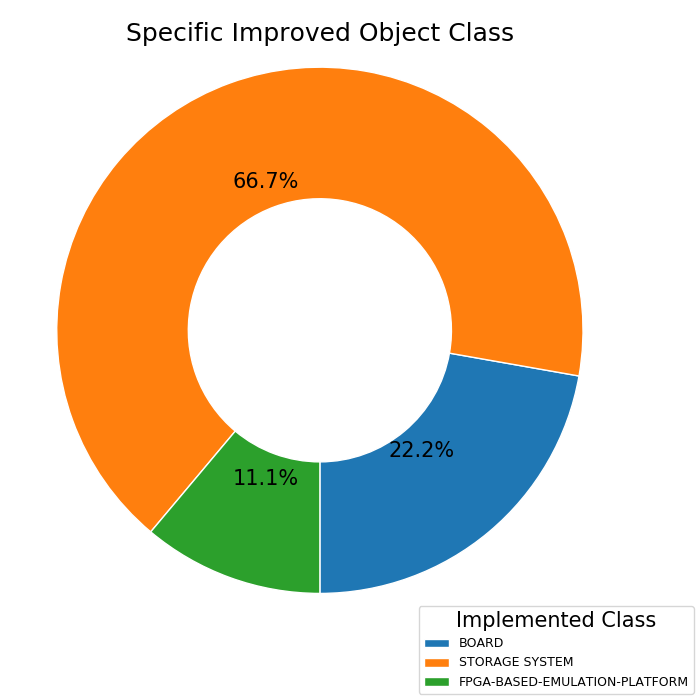 Specific Improved Object Class
66.7%
22.2%
11.1%
Implemented Class
BOARD
STORAGE SYSTEM
FPGA-BASED-EMULATION-PLATFORM